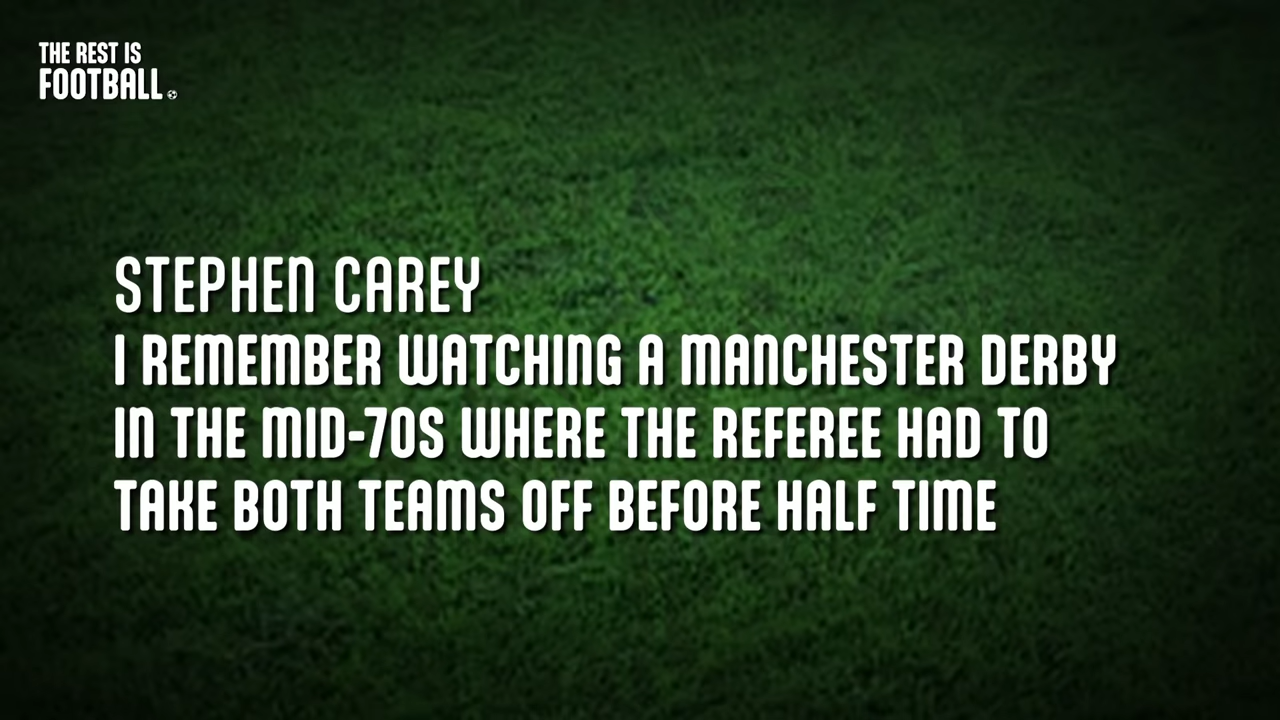 THE REST IS
FOOTBALL
STEPHEN CAREY
I REMEMBER WATCHING A MANCHESTER DERBY
IN THE MID-70S WHERE THE REFEREE HAD TO
TAKE BOTH TEAMS OFF BEFORE HALF TIME